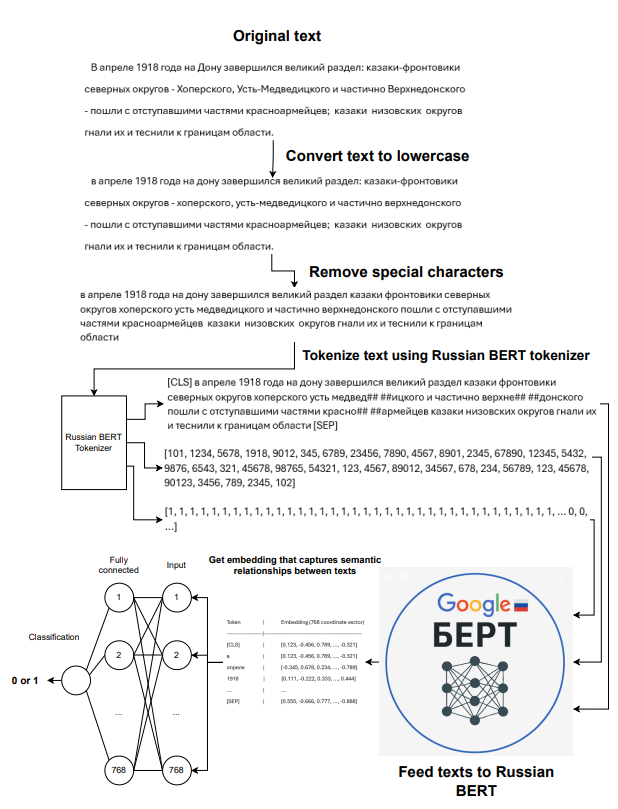 Original text
В апреле 1918 года на Дону завершился великий раздел: казаки-фронтовики
северных округов - Хоперского, Усть-Медведицкого и частично Верхнедонского
- пошли с отступавшими частями красноармейцев; казаки низовских округов
гнали их и теснили к границам области.
Convert text to lowercase
в апреле 1918 года на дону завершился великий раздел: казаки-фронтовики
северных округов - хоперского, усть-медведицкого и частично верхнедонского
- пошли с отступавшими частями красноармейцев; казаки низовских округов
гнали их и теснили к границам области.
Remove special characters
в апреле 1918 года на дону завершился великий раздел казаки фронтовики северных
округов хоперского усть медведицкого и частично верхнедонского пошли с отступавшими
частями красноармейцев казаки низовских округов гнали их и теснили к границам
области
Tokenize text using Russian BERT tokenizer
[CLS] в апреле 1918 года на дону завершился великий раздел казаки фронтовики
северных округов хоперского усть медвед## ##ицкого и частично верхне## ##донского
пошли с отступавшими частями красно## ##армейцев казаки низовских округов гнали их
и теснили к границам области [SEP]
Russian BERT
Tokenizer
[101, 1234, 5678, 1918, 9012, 345, 6789, 23456, 7890, 4567, 8901, 2345, 67890, 12345, 5432,
9876, 6543, 321, 45678, 98765, 54321, 123, 4567, 89012, 34567, 678, 234, 56789, 123, 45678,
90123, 3456, 789, 2345, 102]
[1, 1, 1, 1, 1, 1, 1, 1, 1, 1, 1, 1, 1, 1, 1, 1, 1, 1, 1, 1, 1, 1, 1, 1, 1, 1, 1, 1, 1, 1, 1, 1, 1, 1, 1, ... 0, 0,
...]
Get embedding that captures semantic
relationships between texts
Fully
connected
Input
Classification
0 or 1
1
1
2
2
...
...
768
768
Token | Embedding (768 coordinate vector)
---------------------|---------------------------------------------
[CLS] | [0.123, -0.456, 0.789, ..., -0.321]
в | [0.123, -0.456, 0.789, ..., -0.321]
апреле | [-0.345, 0.678, 0.234, ..., -0.789]
1918 | [0.111, -0.222, 0.333, ..., 0.444]
... | ...
[SEP] | [0.555, -0.666, 0.777, ..., -0.888]
Google
БЕРТ
Feed texts to Russian
BERT